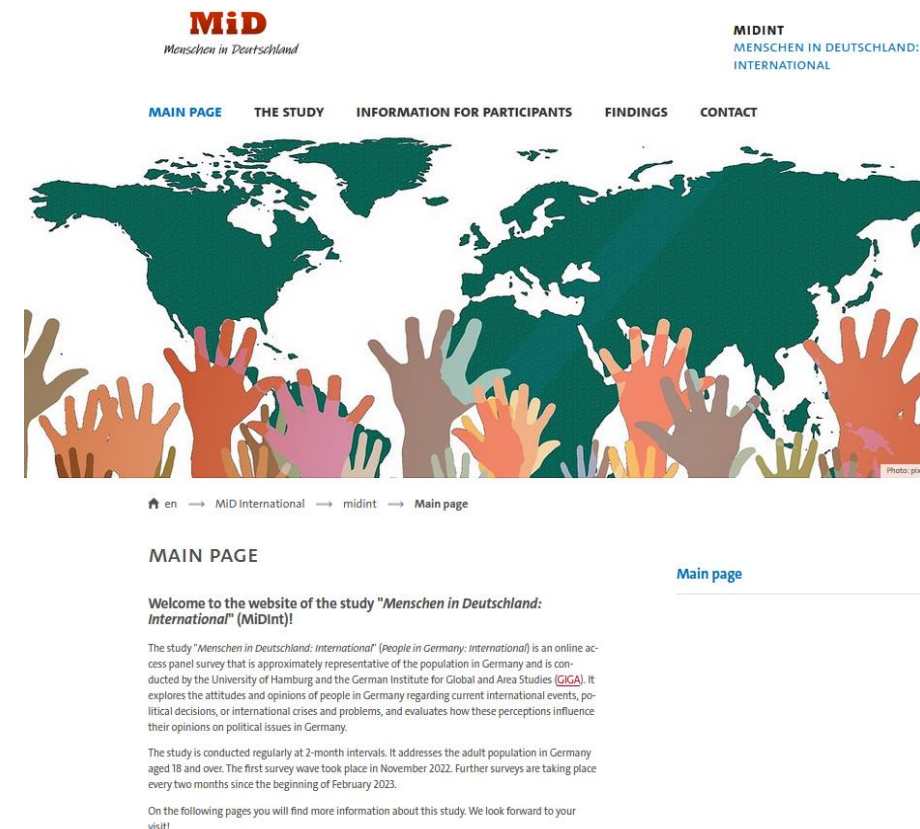 MiD
Menschen in Deutschland
MIDINT
MENSCHEN IN DEUTSCHLAND:
INTERNATIONAL
MAIN PAGE THE STUDY INFORMATION FOR PARTICIPANTS FINDINGS CONTACT
Photo: pix
en → MiD International → midint → Main page
MAIN PAGE
Main page
Welcome to the website of the study "Menschen in Deutschland:
International" (MiDInt)!
The study "Menschen in Deutschland: International" (People in Germany: International) is an online ac-
cess panel survey that is approximately representative of the population in Germany and is con-
ducted by the University of Hamburg and the German Institute for Global and Area Studies (GIGA). It
explores the attitudes and opinions of people in Germany regarding current international events, po-
litical decisions, or international crises and problems, and evaluates how these perceptions influence
their opinions on political issues in Germany.
The study is conducted regularly at 2-month intervals. It addresses the adult population in Germany
aged 18 and over. The first survey wave took place in November 2022. Further surveys are taking place
every two months since the beginning of February 2023.
On the following pages you will find more information about this study. We look forward to your
visit!